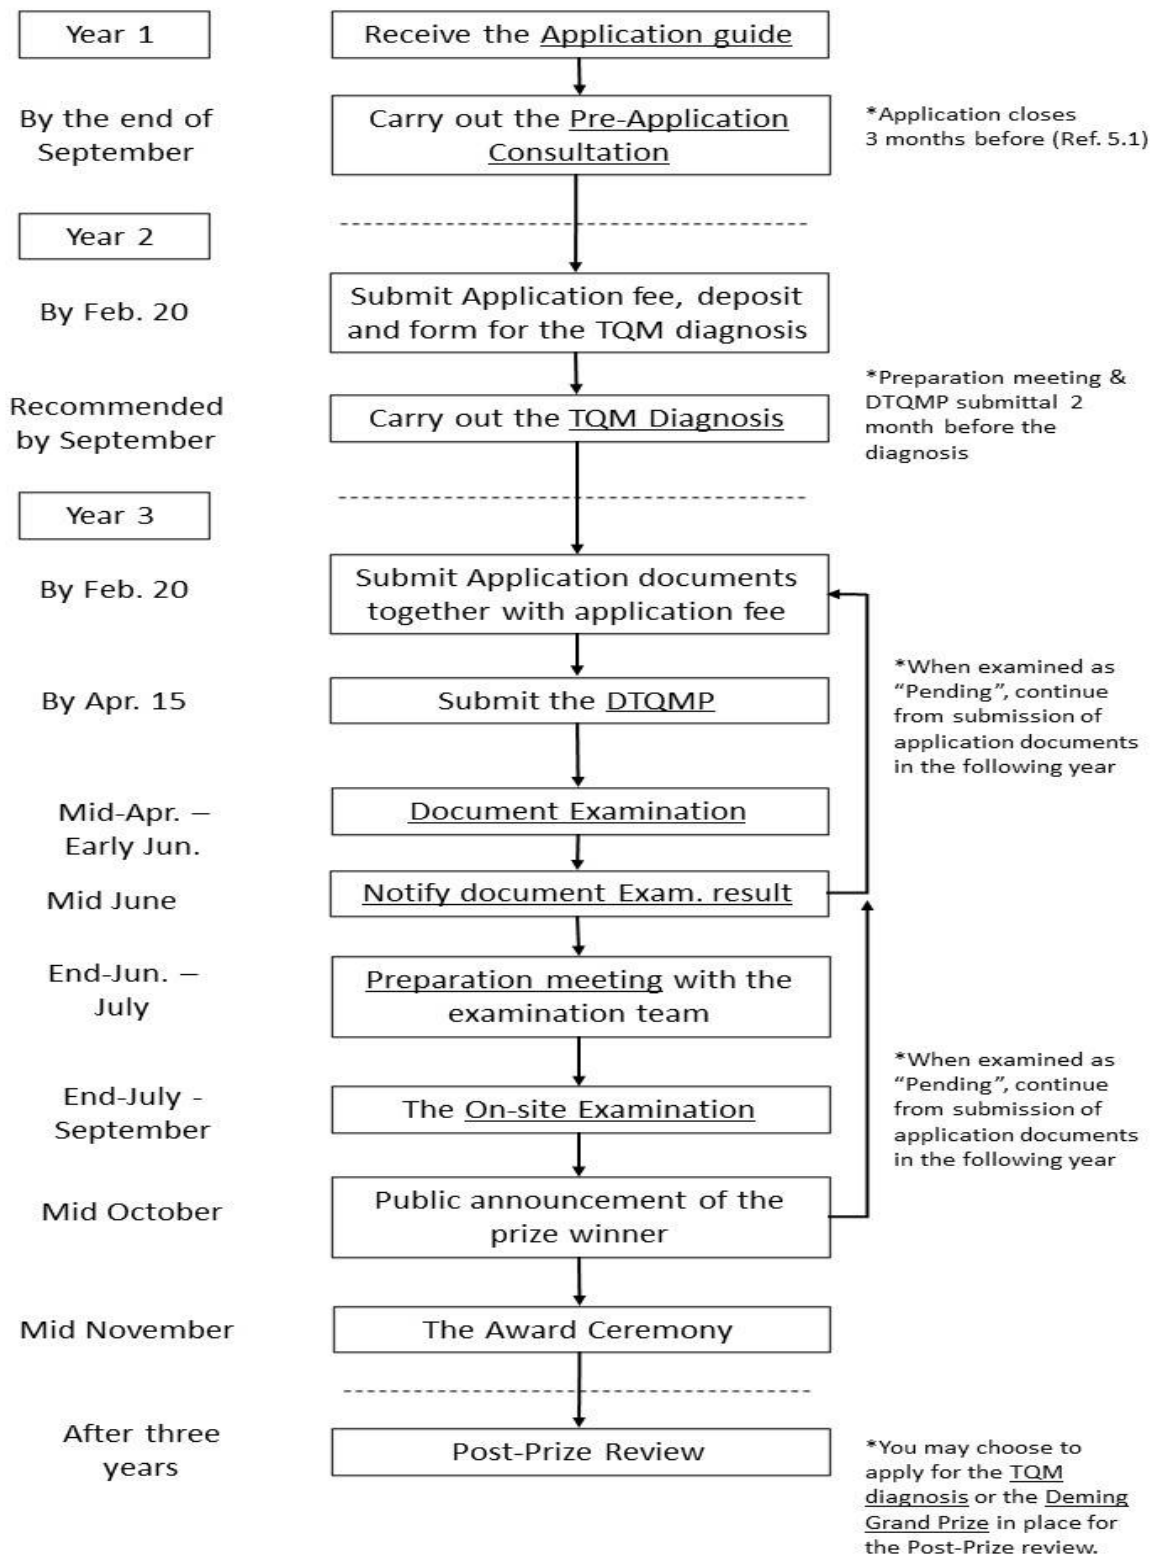 Year 1
Receive the Application guide
By the end of
September
Carry out the Pre-Application
Consultation
*Application closes
3 months before (Ref. 5.1)
Year 2
By Feb. 20
Submit Application fee, deposit
and form for the TQM diagnosis
Recommended
by September
Carry out the TQM Diagnosis
*Preparation meeting &
DTQMP submittal 2
month before the
diagnosis
Year 3
By Feb. 20
Submit Application documents
together with application fee
By Apr. 15
Submit the DTQMP
*When examined as
“Pending”, continue
from submission of
application documents
in the following year
Mid-Apr. –
Early Jun.
Document Examination
Mid June
Notify document Exam. result
End-Jun. –
July
Preparation meeting with the
examination team
End-July -
September
The On-site Examination
*When examined as
“Pending”, continue
from submission of
application documents
in the following year
Mid October
Public announcement of the
prize winner
Mid November
The Award Ceremony
After three
years
Post-Prize Review
*You may choose to
apply for the TQM
diagnosis or the Deming
Grand Prize in place for
the Post-Prize review.